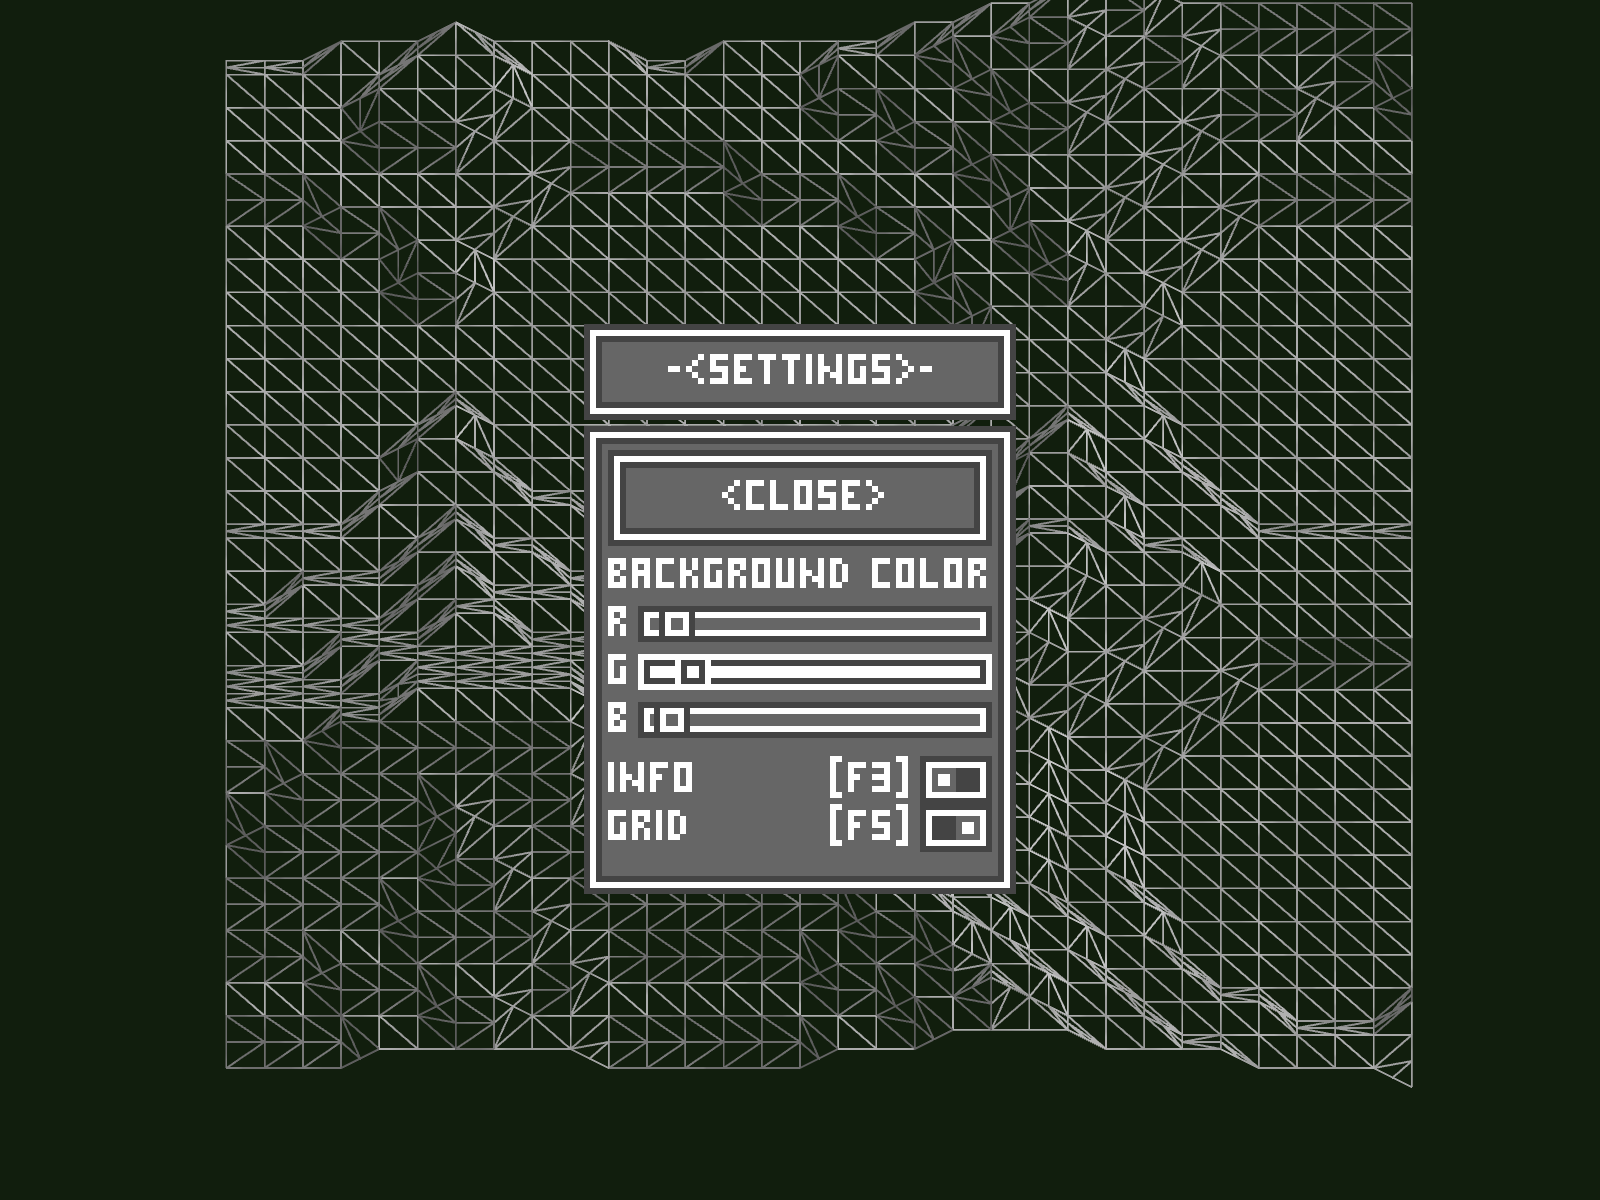 -<SETTINGS>-
<CLOSE>
BACKGROUND COLOR
R
G
B
INFO [F3]
GRID [F5]